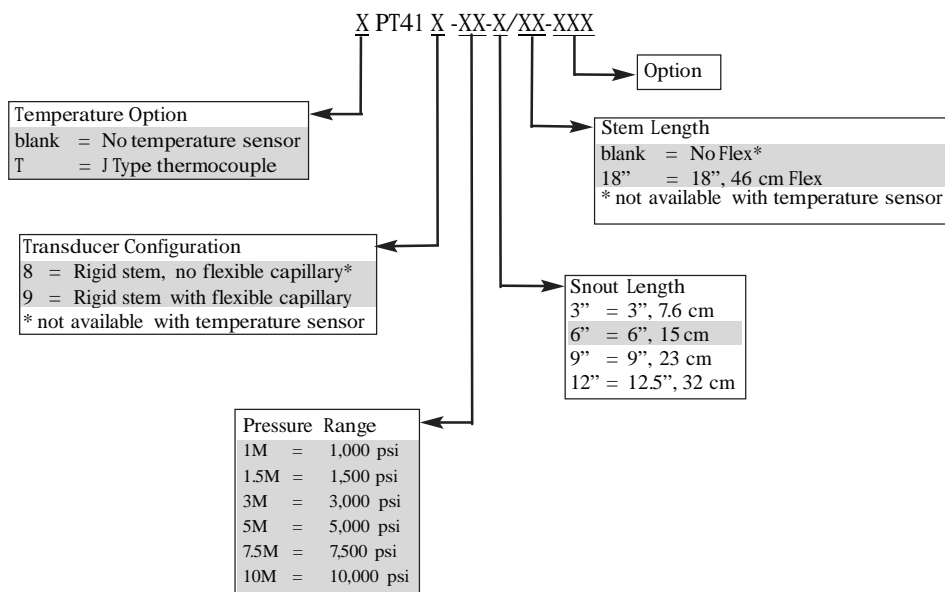 X PT41 X -XX-X/XX-XXX
Option
Temperature Option
blank = No temperature sensor
T = J Type thermocouple
Stem Length
blank = No Flex*
18” = 18”, 46 cm Flex
* not available with temperature sensor
Transducer Configuration
8 = Rigid stem, no flexible capillary*
9 = Rigid stem with flexible capillary
* not available with temperature sensor
Snout Length
3” = 3”, 7.6 cm
6” = 6”, 15 cm
9” = 9”, 23 cm
12” = 12.5”, 32 cm
Pressure Range
1M = 1,000 psi
1.5M = 1,500 psi
3M = 3,000 psi
5M = 5,000 psi
7.5M = 7,500 psi
10M = 10,000 psi